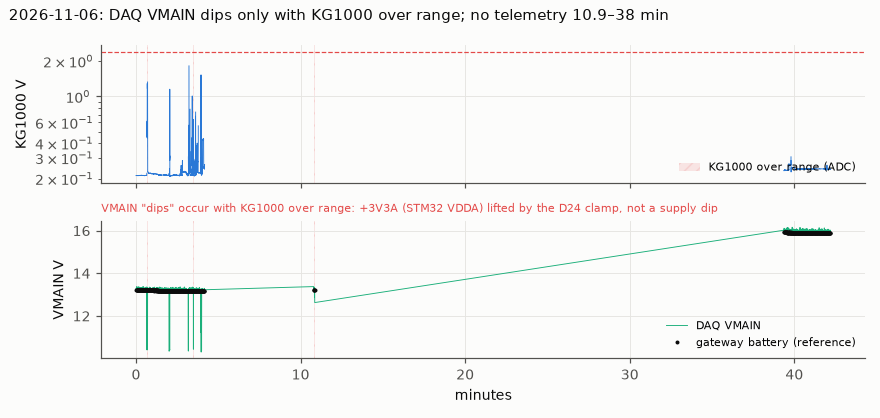 2026-11-06: DAQ VMAIN dips only with KG1000 over range; no telemetry 10.9–38 min
KG1000 V
2 × 10⁰
10⁰
6 × 10⁻¹
4 × 10⁻¹
3 × 10⁻¹
2 × 10⁻¹
KG1000 over range (ADC)
VMAIN "dips" occur with KG1000 over range: +3V3A (STM32 VDDA) lifted by the D24 clamp, not a supply dip
VMAIN V
16
14
12
DAQ VMAIN
gateway battery (reference)
0 10 20 30 40
minutes